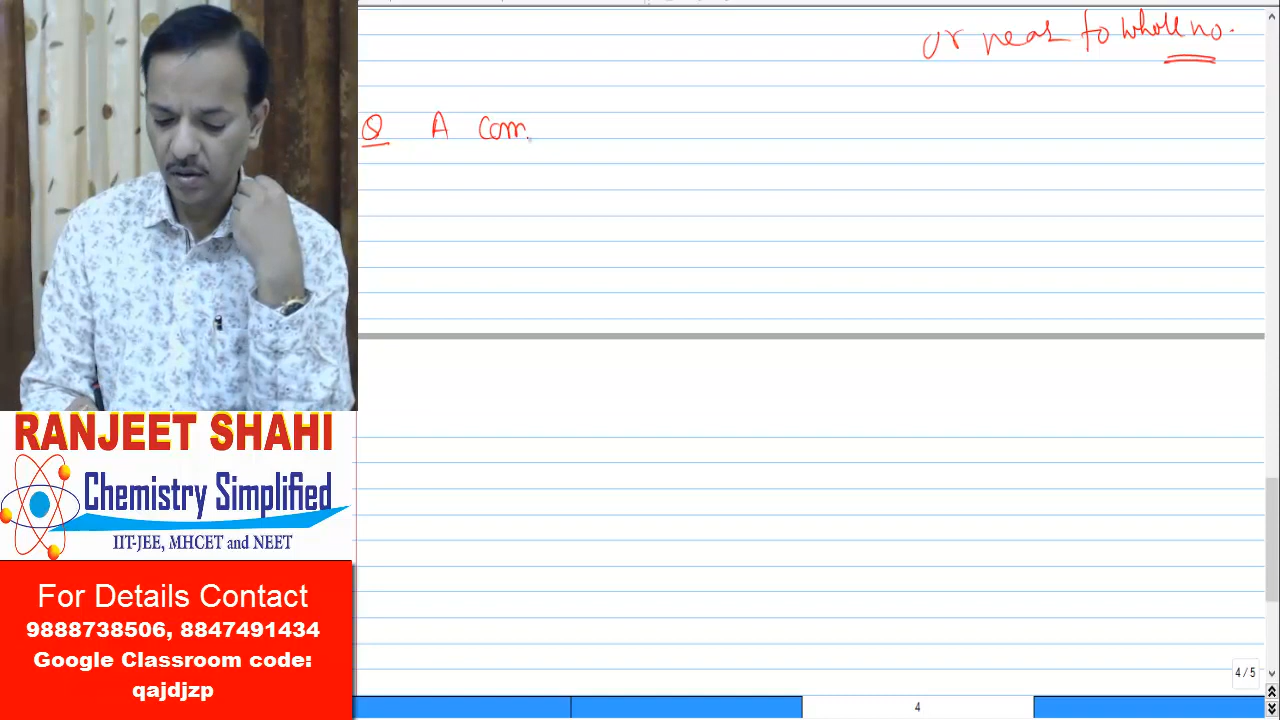 or near to whole no.
Q A com
RANJEET SHAHI
Chemistry Simplified
IIT-JEE, MHCET and NEET
For Details Contact
9888738506, 8847491434
Google Classroom code:
qajdjzp
4/5
4